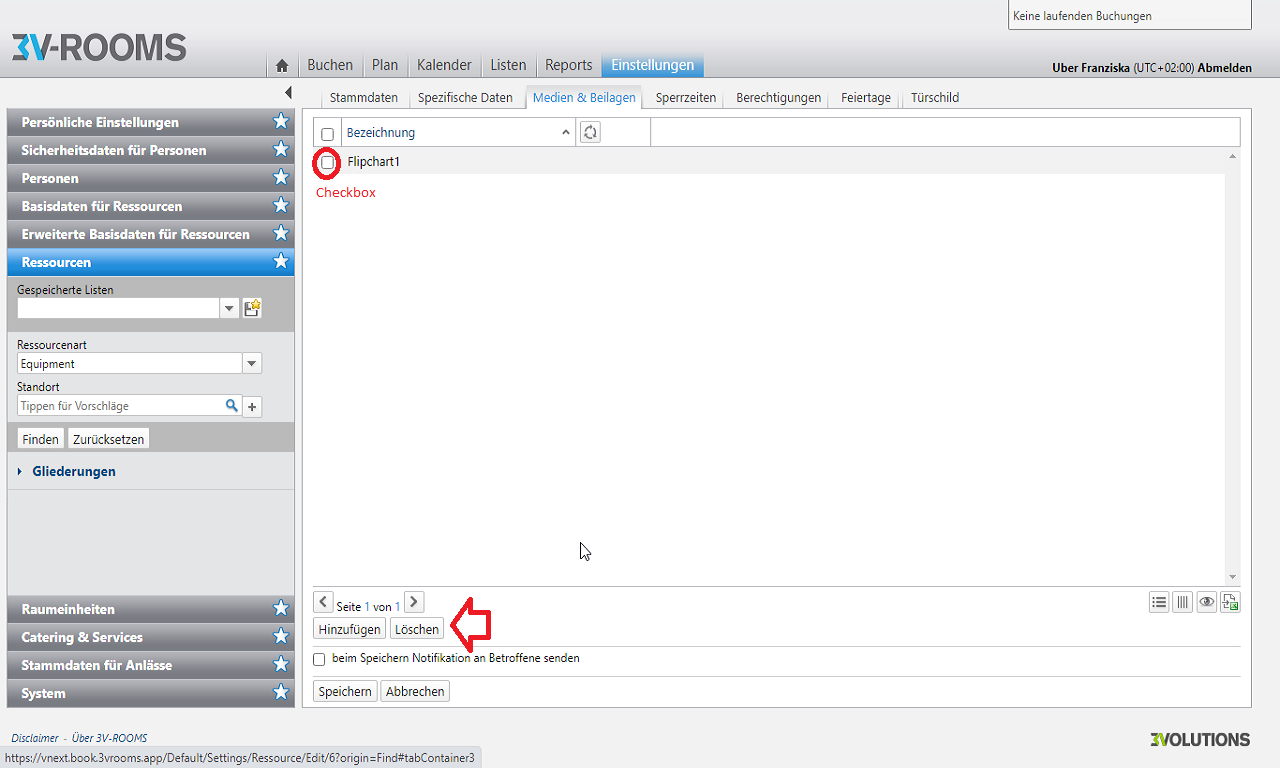 Keine laufenden Buchungen
3V-ROOMS
Buchen Plan Kalender Listen Reports Einstellungen
Uber Franziska (UTC+02:00) Abmelden
Stammdaten Spezifische Daten Medien & Beilagen Sperrzeiten Berechtigungen Feiertage Türschild
Persönliche Einstellungen
Sicherheitsdaten für Personen
Personen
Basisdaten für Ressourcen
Erweiterte Basisdaten für Ressourcen
Ressourcen
Gespeicherte Listen
Ressourcenart
Equipment
Standort
Tippen für Vorschläge
Finden Zurücksetzen
Gliederungen
Raumeinheiten
Catering & Services
Stammdaten für Anlässe
System
Bezeichnung
Flipchart1
Checkbox
Seite 1 von 1
Hinzufügen Löschen
beim Speichern Notifikation an Betroffene senden
Speichern Abbrechen
Disclaimer - Über 3V-ROOMS
3VOLUTIONS
https://vnext.book.3vrooms.app/Default/Settings/Ressource/Edit/6?origin=Find#tabContainer3